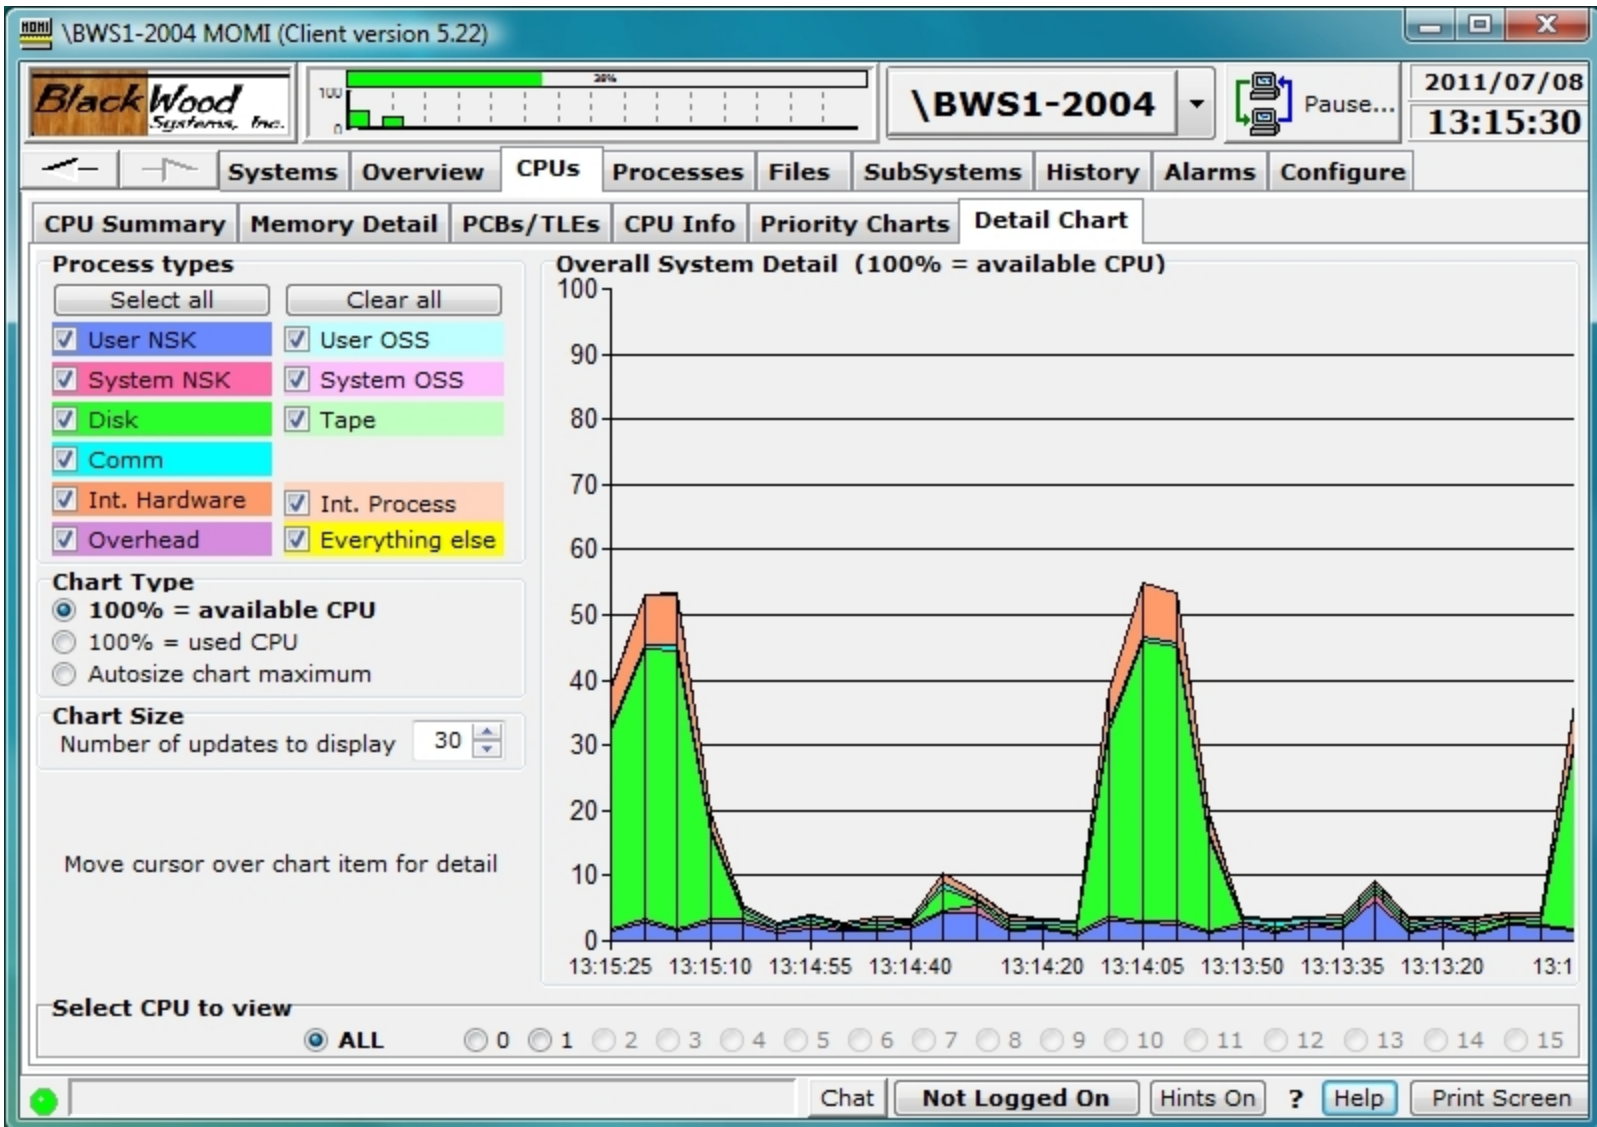 \BWS1-2004 MOMI (Client version 5.22)
BlackWood
Systems, Inc.
100
0
38%
\BWS1-2004
Pause...
2011/07/08
13:15:30
Systems Overview CPUs Processes Files SubSystems History Alarms Configure
CPU Summary Memory Detail PCBs/TLEs CPU Info Priority Charts Detail Chart
Process types
Select all Clear all
User NSK User OSS
System NSK System OSS
Disk Tape
Comm
Int. Hardware Int. Process
Overhead Everything else
Chart Type
100% = available CPU
100% = used CPU
Autosize chart maximum
Chart Size
Number of updates to display 30
Move cursor over chart item for detail
Overall System Detail (100% = available CPU)
100
90
80
70
60
50
40
30
20
10
0
13:15:25 13:15:10 13:14:55 13:14:40 13:14:20 13:14:05 13:13:50 13:13:35 13:13:20 13:1
Select CPU to view
ALL 0 1 2 3 4 5 6 7 8 9 10 11 12 13 14 15
Chat Not Logged On Hints On ? Help Print Screen